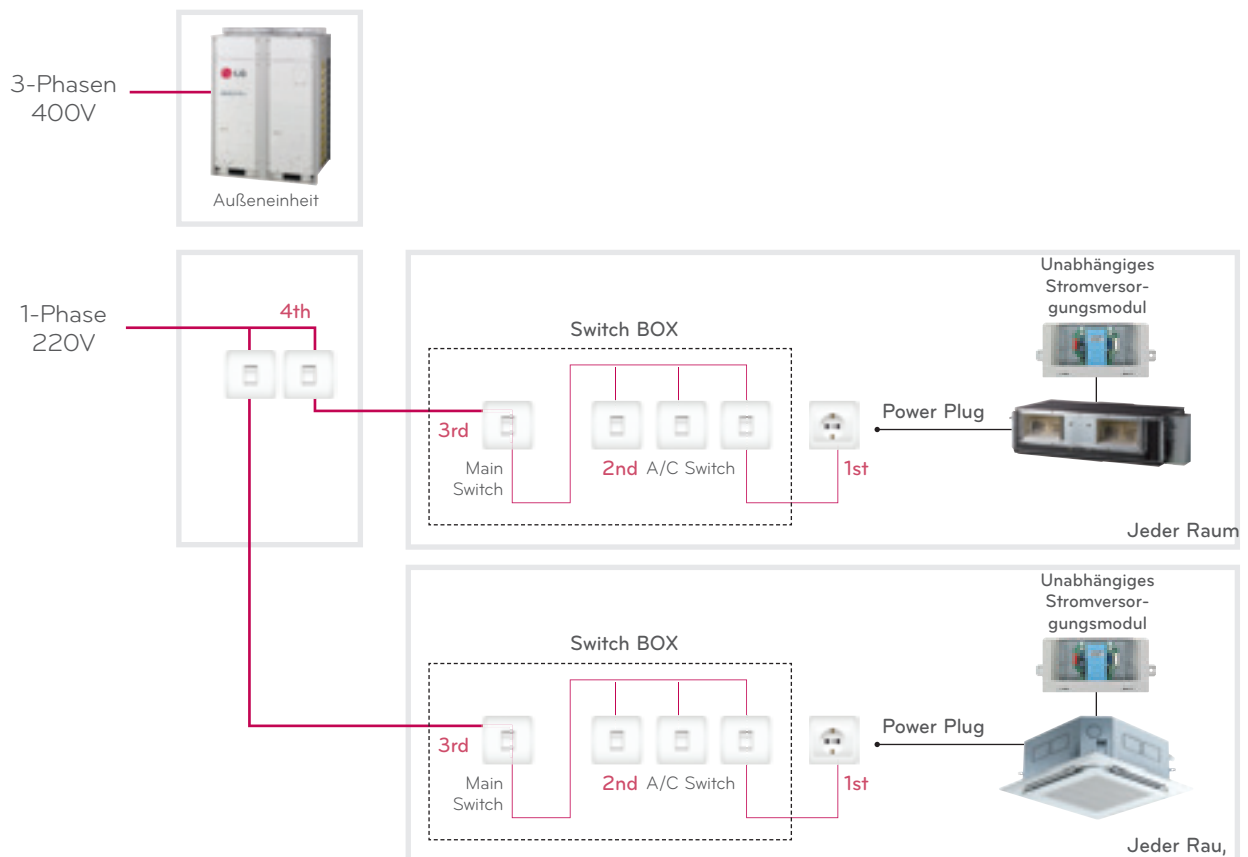 3-Phasen
400V
LG
Außeneinheit
1-Phase
220V
4th
Switch BOX
3rd
Main
Switch
2nd A/C Switch
1st
Power Plug
Unabhängiges
Stromversor-
gungsmodul
Jeder Raum
Switch BOX
3rd
Main
Switch
2nd A/C Switch
1st
Power Plug
Unabhängiges
Stromversor-
gungsmodul
Jeder Rau,